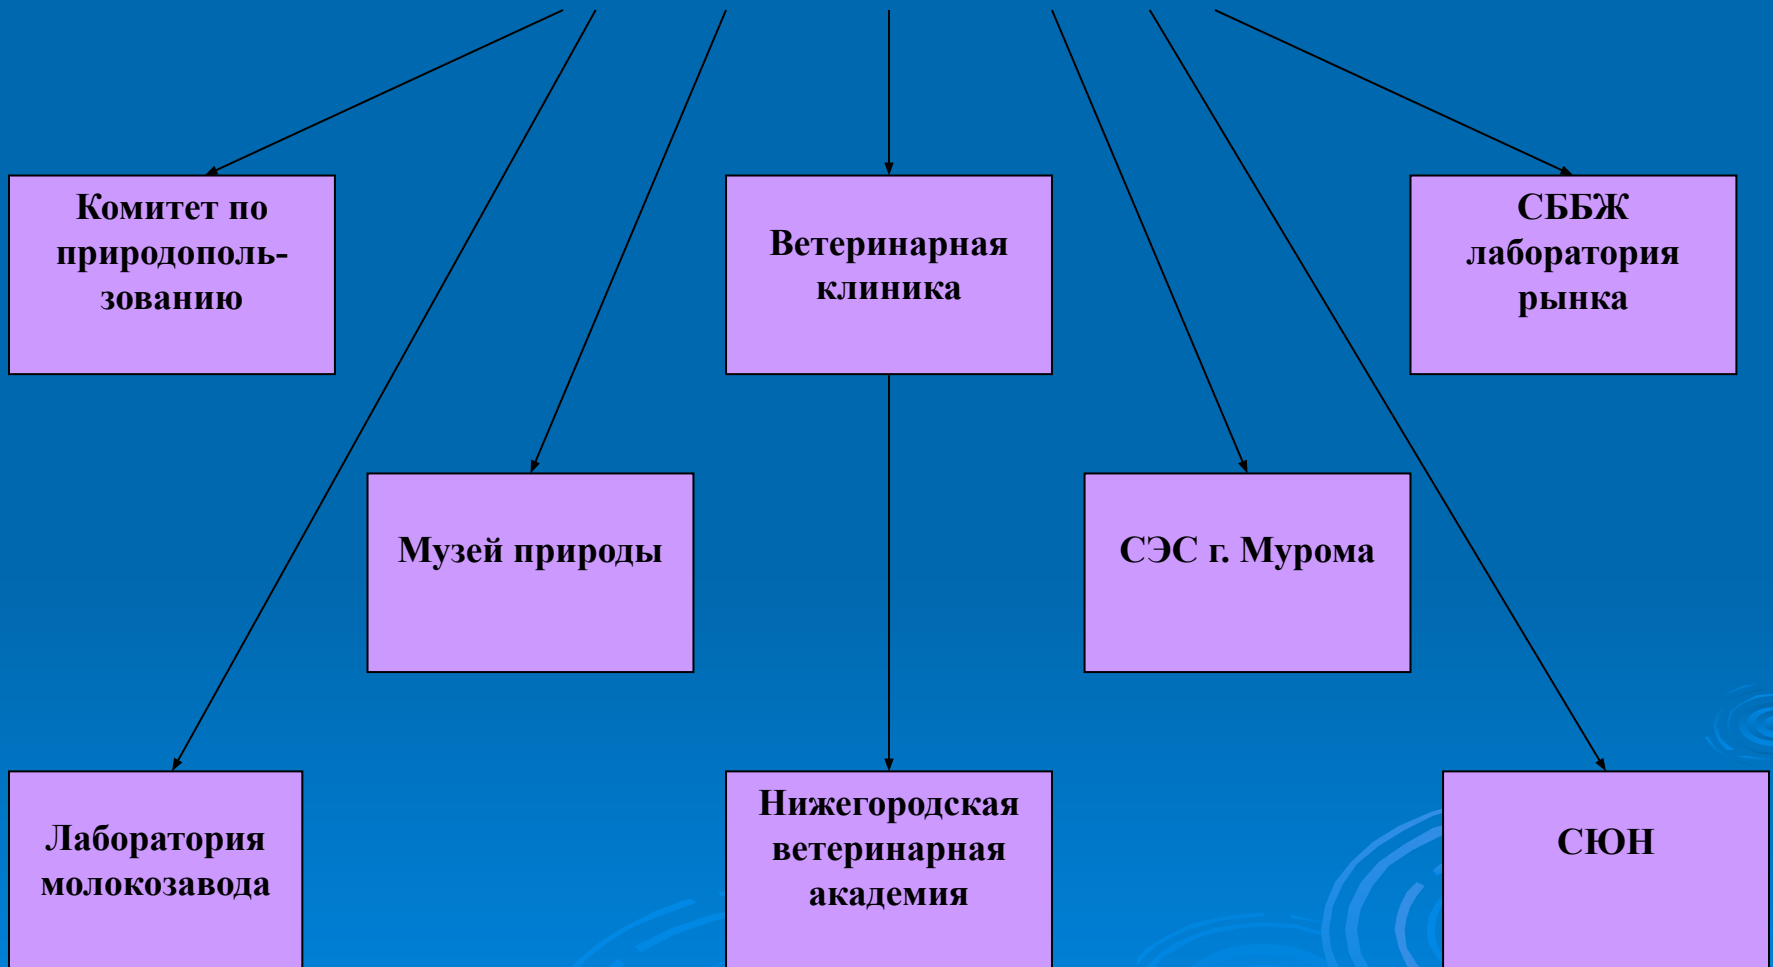 Комитет по
природополь-
зованию
Ветеринарная
клиника
СББЖ
лаборатория
рынка
Музей природы
СЭС г. Мурома
Лаборатория
молокозавода
Нижегородская
ветеринарная
академия
СЮН